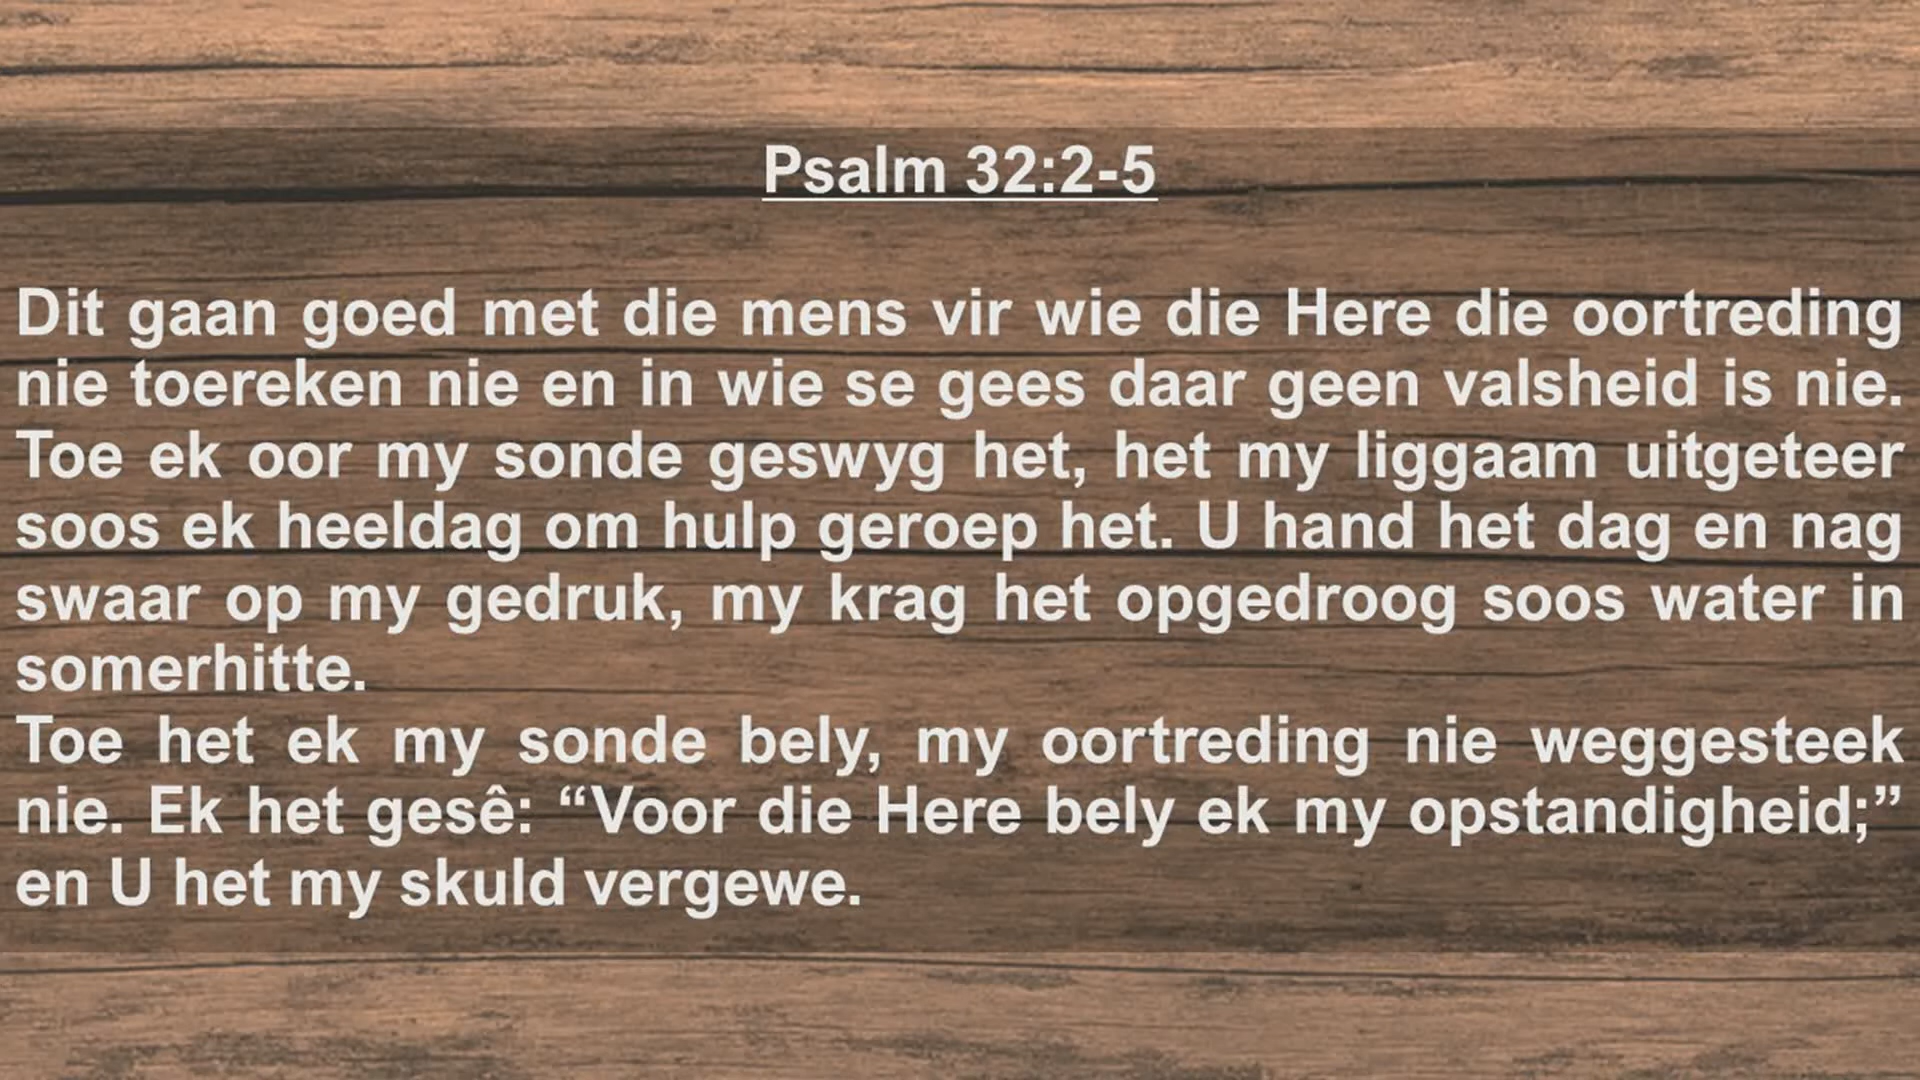 Psalm 32:2-5
Dit gaan goed met die mens vir wie die Here die oortreding
nie toereken nie en in wie se gees daar geen valsheid is nie.
Toe ek oor my sonde geswyg het, het my liggaam uitgeteer
soos ek heeldag om hulp geroep het. U hand het dag en nag
swaar op my gedruk, my krag het opgedroog soos water in
somerhitte.
Toe het ek my sonde bely, my oortreding nie weggesteek
nie. Ek het gesê: “Voor die Here bely ek my opstandigheid;”
en U het my skuld vergewe.